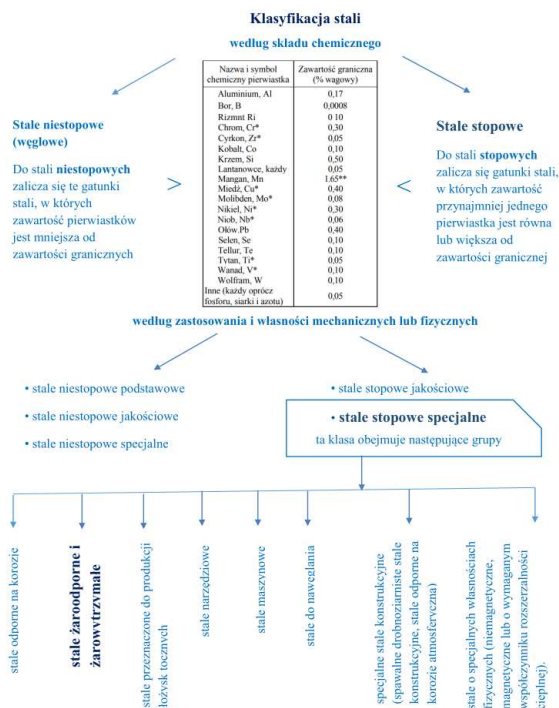 Klasyfikacja stali
według składu chemicznego
Nazwa i symbol
chemiczny pierwiastka
Zawartość graniczna
(% wagowy)
Aluminium, Al 0,17
Bor, B 0,0008
Rizmnt Ri 0 10
Chrom, Cr* 0,30
Cyrkon, Zr* 0,05
Kobalt, Co 0,10
Krzem, Si 0,50
Lantanowce, każdy 0,05
Mangan, Mn 1.65**
Miedź, Cu* 0,40
Molibden, Mo* 0,08
Nikiel, Ni* 0,30
Niob, Nb* 0,06
Ołów.Pb 0,40
Selen, Se 0,10
Tellur, Te 0,10
Tytan, Ti* 0,05
Wanad, V* 0,10
Wolfram, W 0,10
Inne (każdy oprócz
fosforu, siarki i azotu) 0,05
Stale niestopowe
(węglowe)
Do stali niestopowych
zalicza się te gatunki
stali, w których
zawartość pierwiastków
jest mniejsza od
zawartości granicznych
>
<
Stale stopowe
Do stali stopowych
zalicza się gatunki stali,
w których zawartość
przynajmniej jednego
pierwiastka jest równa
lub większa od
zawartości granicznej
według zastosowania i własności mechanicznych lub fizycznych
• stale niestopowe podstawowe
• stale niestopowe jakościowe
• stale niestopowe specjalne
• stale stopowe jakościowe
• stale stopowe specjalne
ta klasa obejmuje następujące grupy
stale odporne na korozję
stale żaroodporne i
żarowytrzymałe
stale przeznaczone do produkcji
łożysk tocznych
stale narzędziowe
stale maszynowe
stale do nawęglania
specjalne stale konstrukcyjne
(spawalne drobnoziarniste stale
konstrukcyjne, stale odporne na
korozję atmosferyczną)
stale o specjalnych własnościach
fizycznych (niemagnetyczne,
magnetyczne lub o wymaganym
współczynniku rozszerzalności
cieplnej).